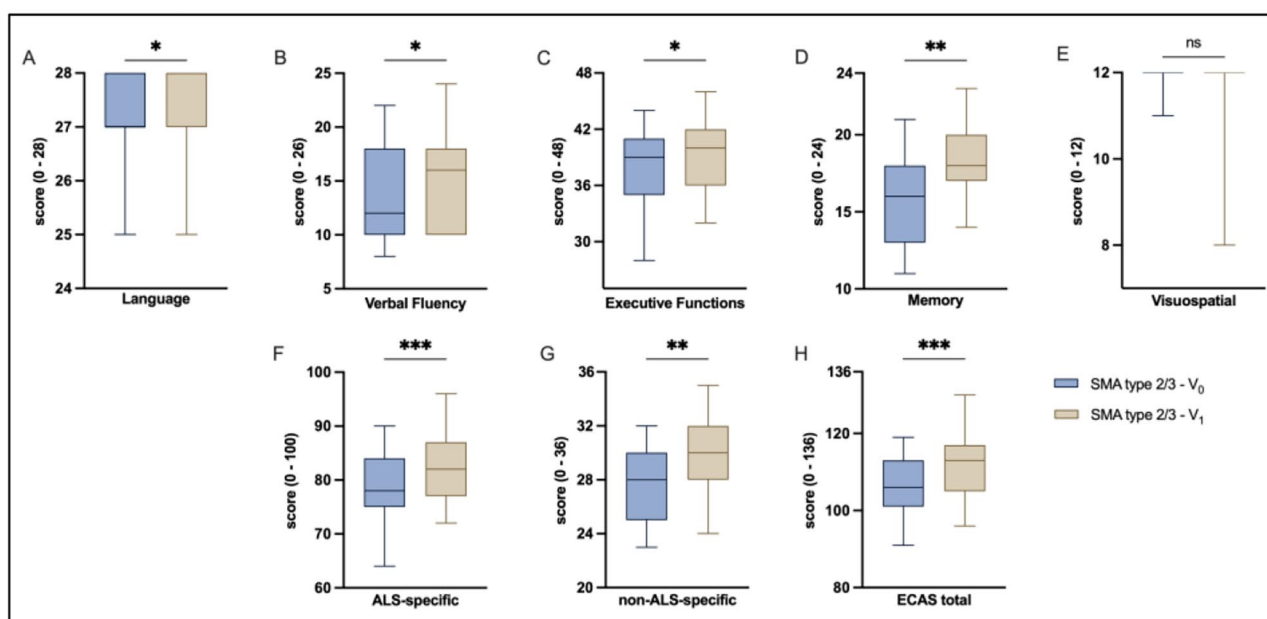 A
*
score (0 - 28)
28
27
26
25
24
Language
B
*
score (0 - 26)
25
20
15
10
5
Verbal Fluency
C
*
score (0 - 48)
48
42
36
30
Executive Functions
D
**
score (0 - 24)
24
20
15
10
Memory
E
ns
score (0 - 12)
12
10
8
Visuospatial
F
***
score (0 - 100)
100
90
80
70
60
ALS-specific
G
**
score (0 - 36)
36
32
28
24
20
non-ALS-specific
H
***
score (0 - 136)
136
120
100
80
ECAS total
SMA type 2/3 - V₀
SMA type 2/3 - V₁